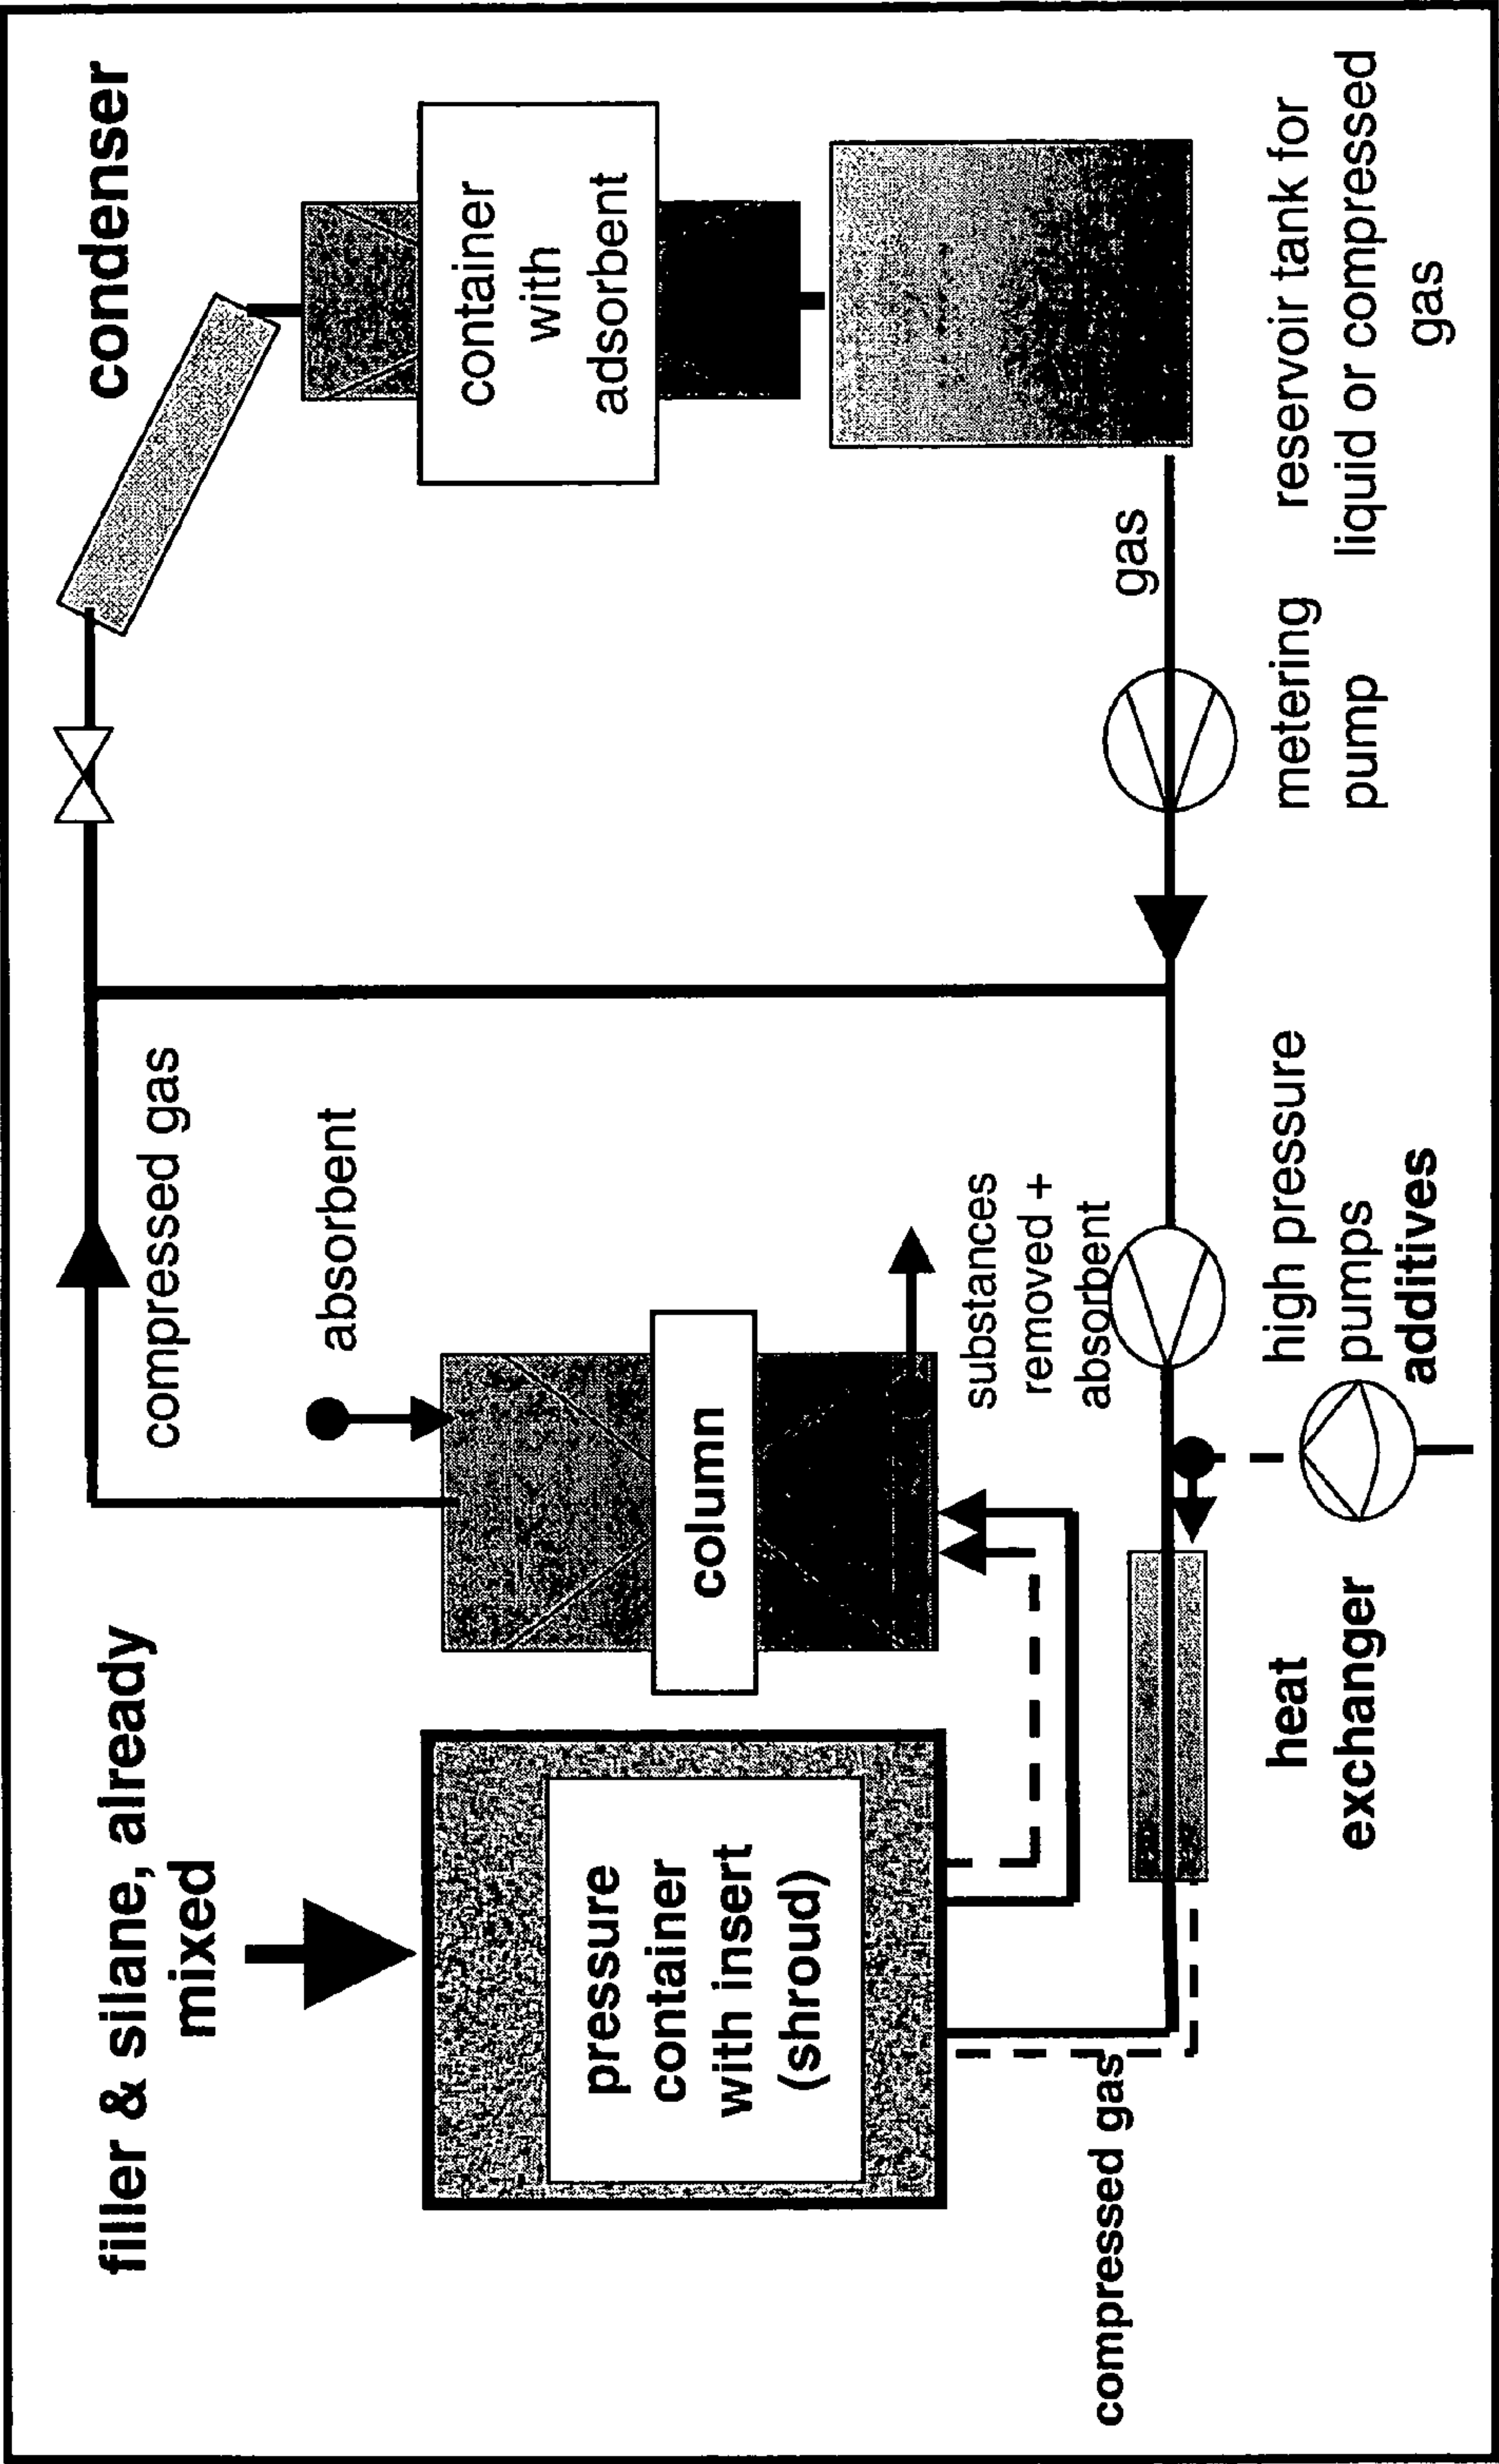 filler & silane, already
mixed
pressure
container
with insert
(shroud)
compressed gas
column
absorbent
compressed gas
substances
removed +
absorbent
heat
exchanger
high pressure
pumps
additives
condenser
container
with
adsorbent
gas
metering
pump
reservoir tank for
liquid or compressed
gas